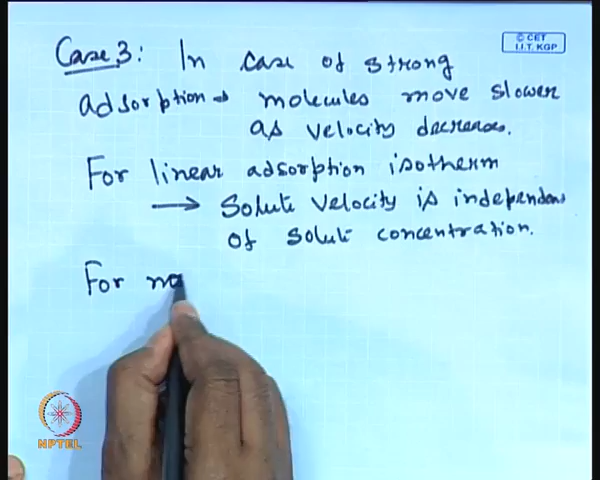 © CET
I.I.T. KGP
Case 3: In case of strong
adsorption → molecules move slower
as velocity decreases.
For linear adsorption isotherm
→ Solute velocity is independent
of solute concentration.
For no
NPTEL